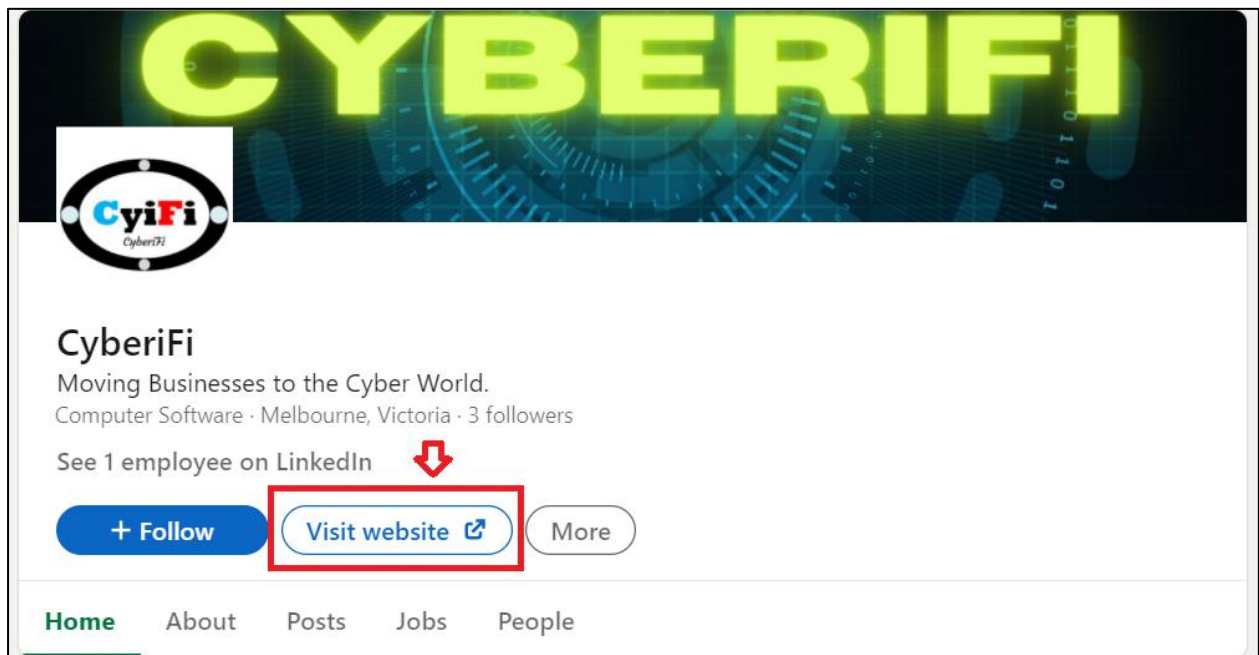 CYBERIFI
CyiFi
CyberiFi
CyberiFi
Moving Businesses to the Cyber World.
Computer Software · Melbourne, Victoria · 3 followers
See 1 employee on LinkedIn
+ Follow Visit website More
Home About Posts Jobs People